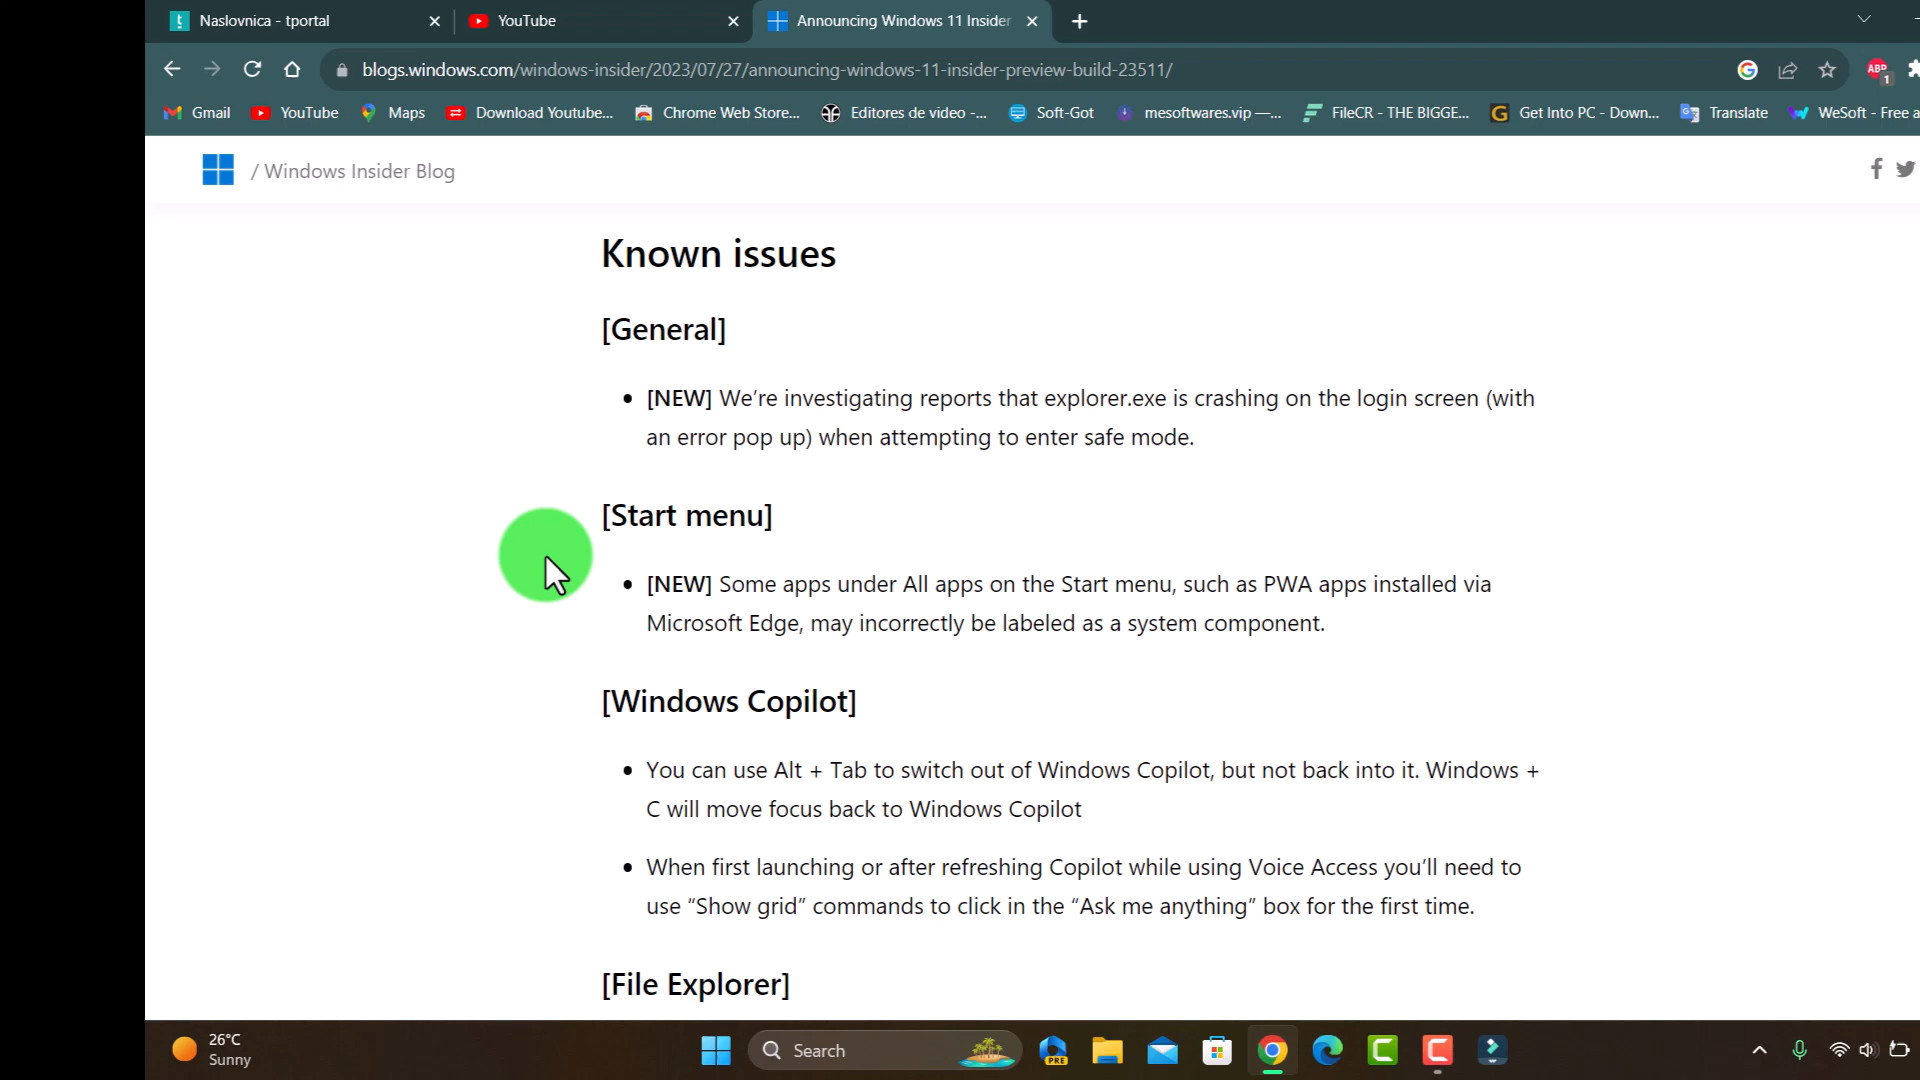 Naslovnica - tportal
YouTube
Announcing Windows 11 Insider
blogs.windows.com/windows-insider/2023/07/27/announcing-windows-11-insider-preview-build-23511/
ABP
1
Gmail
YouTube
Maps
Download Youtube...
Chrome Web Store...
Editores de video -...
Soft-Got
mesoftwares.vip —...
FileCR - THE BIGGE...
Get Into PC - Down...
Translate
WeSoft - Free a
/ Windows Insider Blog
Known issues
[General]
• [NEW] We’re investigating reports that explorer.exe is crashing on the login screen (with
an error pop up) when attempting to enter safe mode.
[Start menu]
• [NEW] Some apps under All apps on the Start menu, such as PWA apps installed via
Microsoft Edge, may incorrectly be labeled as a system component.
[Windows Copilot]
• You can use Alt + Tab to switch out of Windows Copilot, but not back into it. Windows +
C will move focus back to Windows Copilot
• When first launching or after refreshing Copilot while using Voice Access you’ll need to
use “Show grid” commands to click in the “Ask me anything” box for the first time.
[File Explorer]
26°C
Sunny
Search
PRE